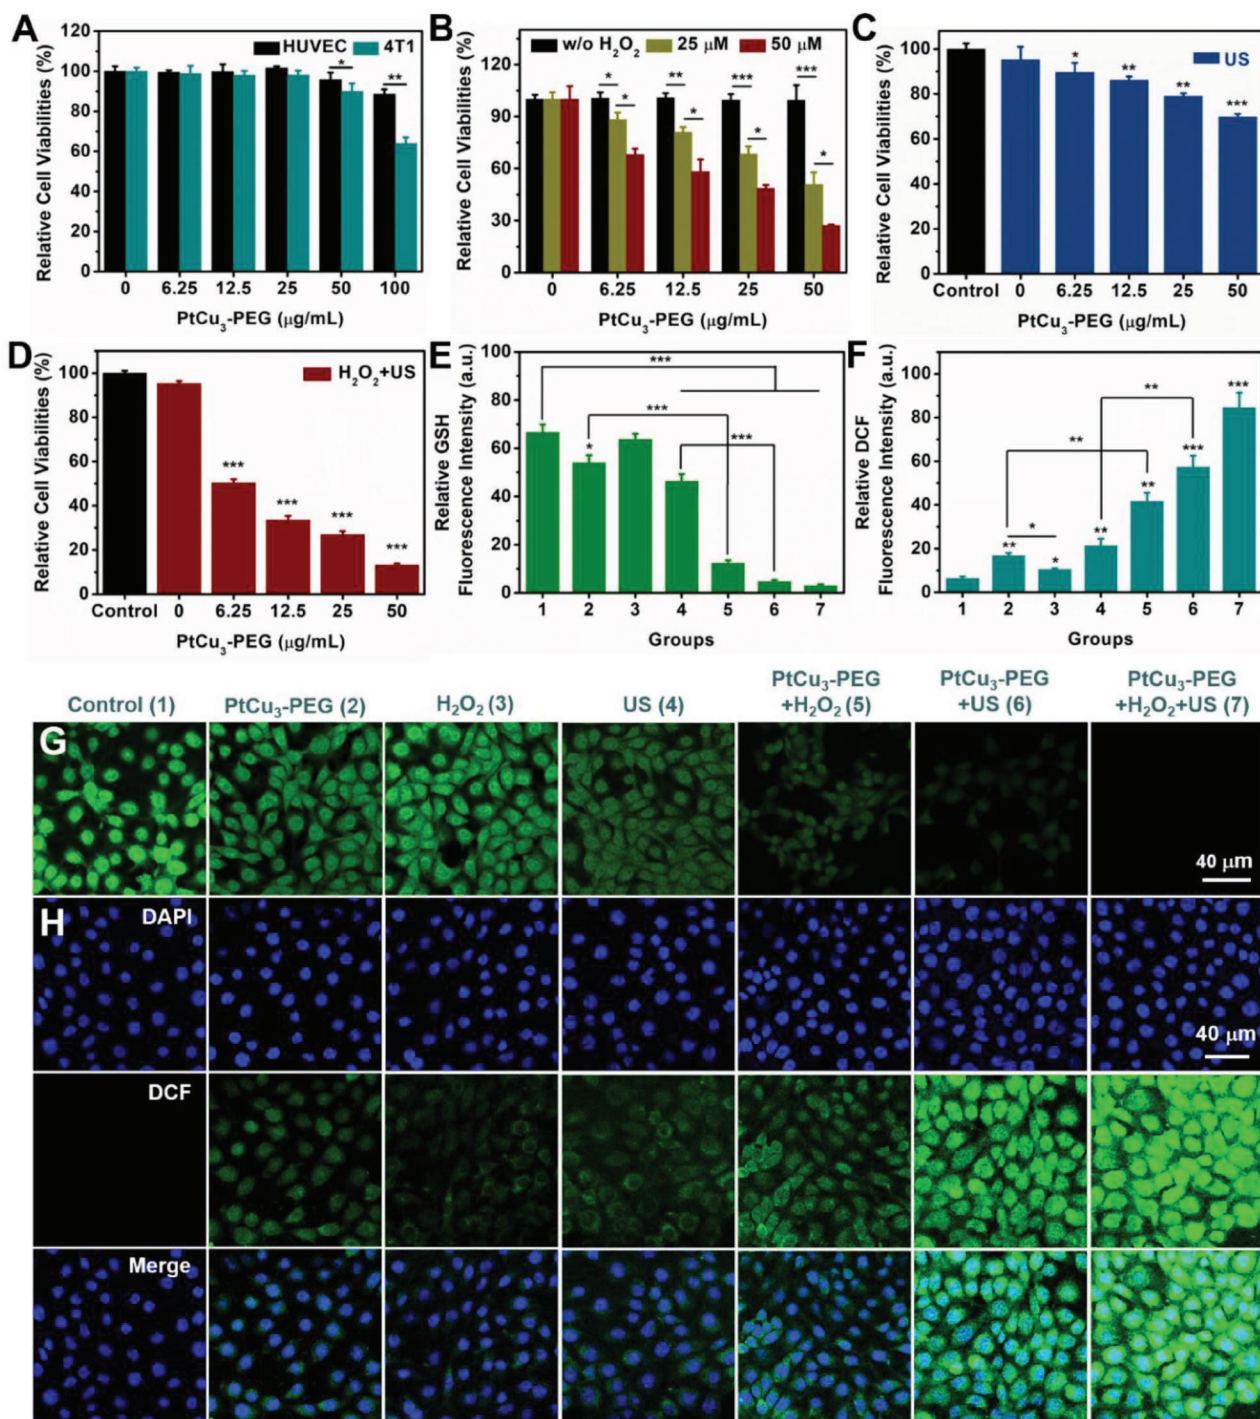 A
HUVEC 4T1
Relative Cell Viabilities (%)
120
100
80
60
40
20
0
* **
0 6.25 12.5 25 50 100
PtCu₃-PEG (μg/mL)
B
w/o H₂O₂ 25 μM 50 μM
Relative Cell Viabilities (%)
120
90
60
30
0
* ** *** ***
* * * *
0 6.25 12.5 25 50
PtCu₃-PEG (μg/mL)
C
US
Relative Cell Viabilities (%)
100
80
60
40
20
0
* ** ** ***
Control 0 6.25 12.5 25 50
PtCu₃-PEG (μg/mL)
D
H₂O₂+US
Relative Cell Viabilities (%)
100
80
60
40
20
0
*** *** *** ***
Control 0 6.25 12.5 25 50
PtCu₃-PEG (μg/mL)
E
Relative GSH
Fluorescence Intensity (a.u.)
100
80
60
40
20
0
***
***
***
*
1 2 3 4 5 6 7
Groups
F
Relative DCF
Fluorescence Intensity (a.u.)
100
80
60
40
20
0
**
**
*
** * ** ** *** ***
1 2 3 4 5 6 7
Groups
Control (1)
PtCu₃-PEG (2)
H₂O₂ (3)
US (4)
PtCu₃-PEG
+H₂O₂ (5)
PtCu₃-PEG
+US (6)
PtCu₃-PEG
+H₂O₂+US (7)
G
40 μm
H
DAPI
40 μm
DCF
Merge